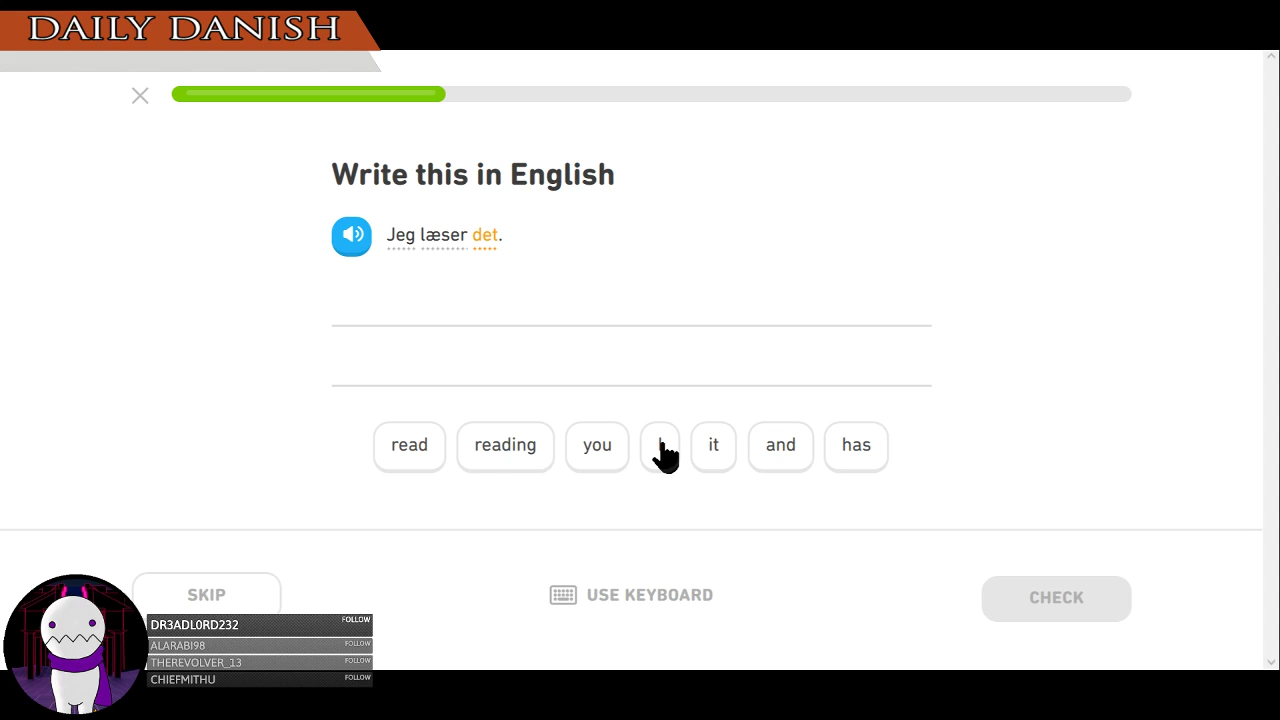 DAILY DANISH
Write this in English
Jeg læser det.
read reading you I it and has
SKIP
USE KEYBOARD
CHECK
DR3ADL0RD232 FOLLOW
ALARABI98 FOLLOW
THEREVOLVER_13 FOLLOW
CHIEFMITHU FOLLOW